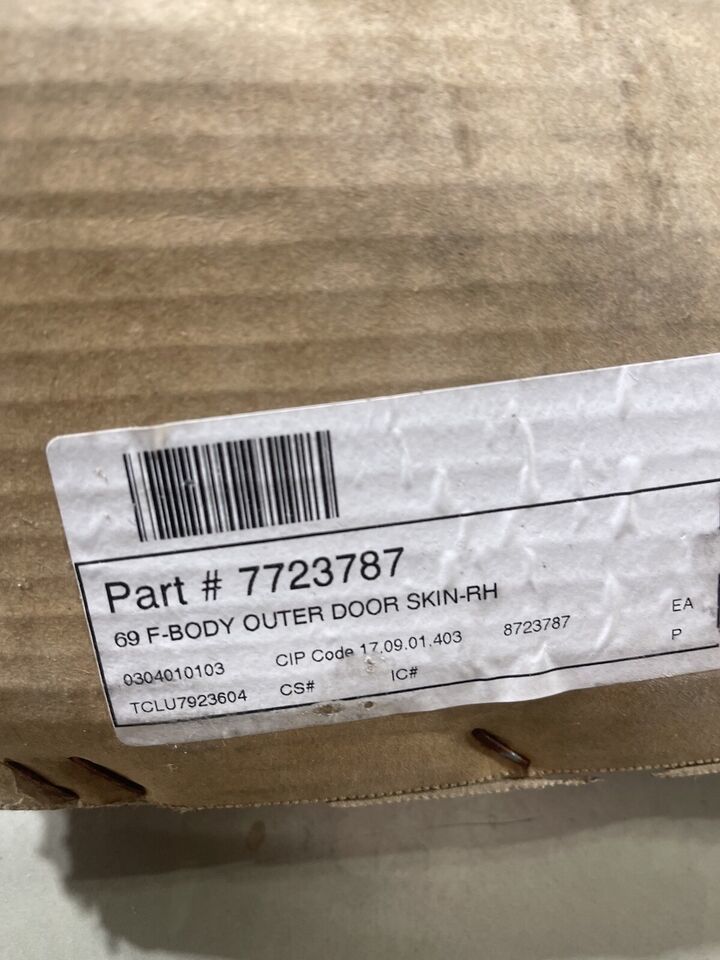 Part # 7723787
69 F-BODY OUTER DOOR SKIN-RH
0304010103 CIP Code 17.09.01.403 8723787 EA
TCLU7923604 CS# IC# P